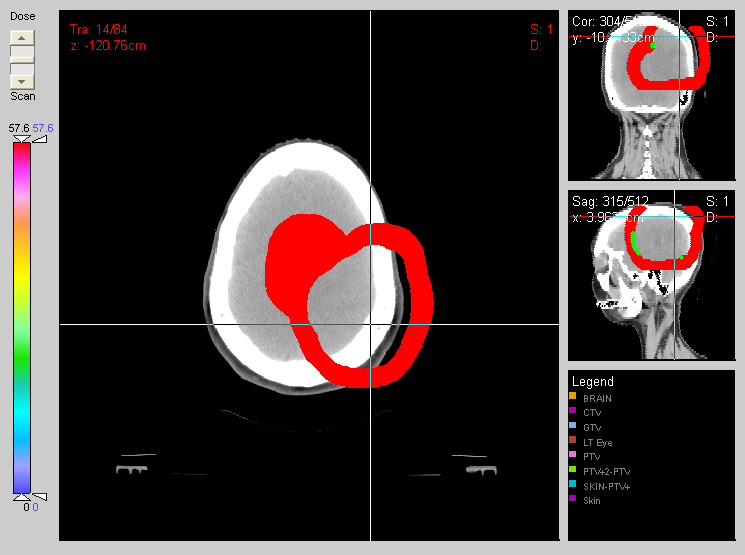 Dose
Scan
57.6 57.6
0 0
Tra: 14/84
z: -120.76cm
S: 1
D:
Cor: 304/512
S: 1
D:
Sag: 315/512
S: 1
D:
Legend
BRAIN
CTV
GTV
LT Eye
PTV
PTV+2-PTV
SKIN-PTV+
Skin